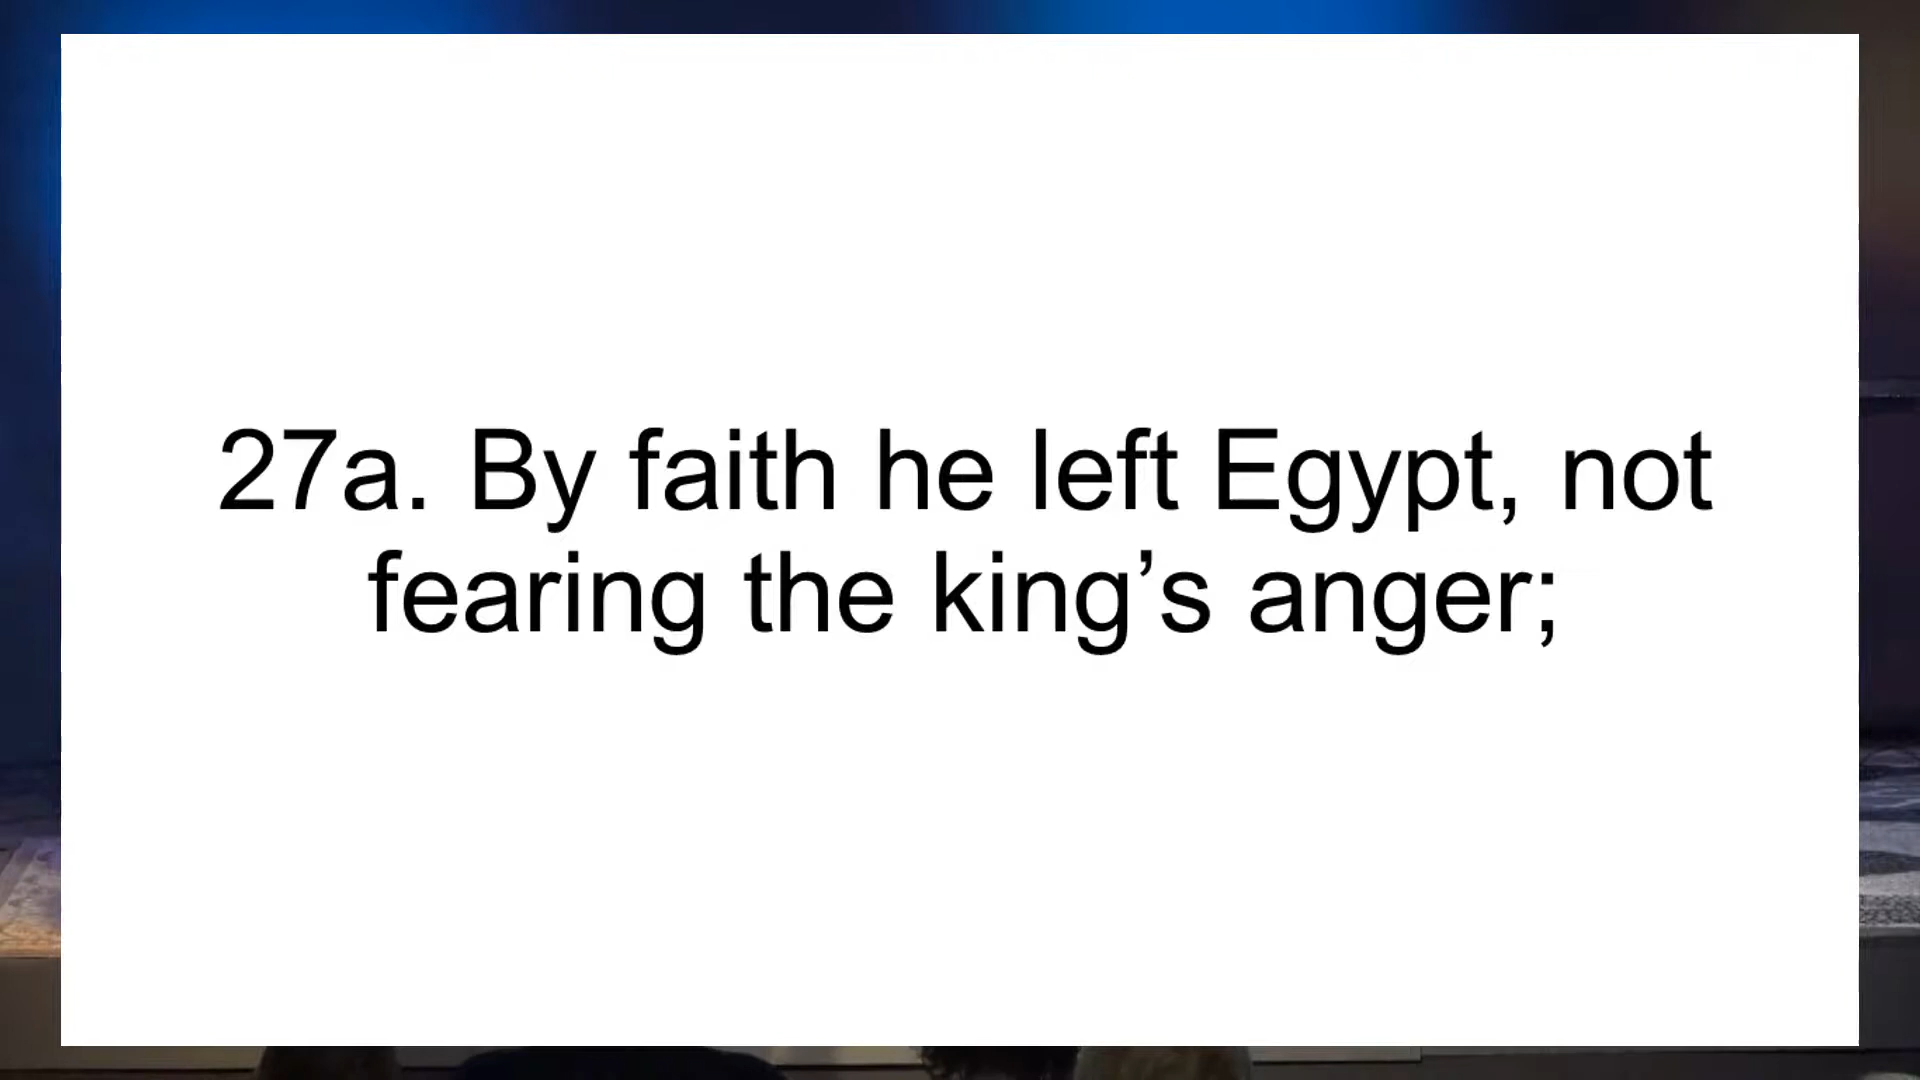 27a. By faith he left Egypt, not
fearing the king’s anger;